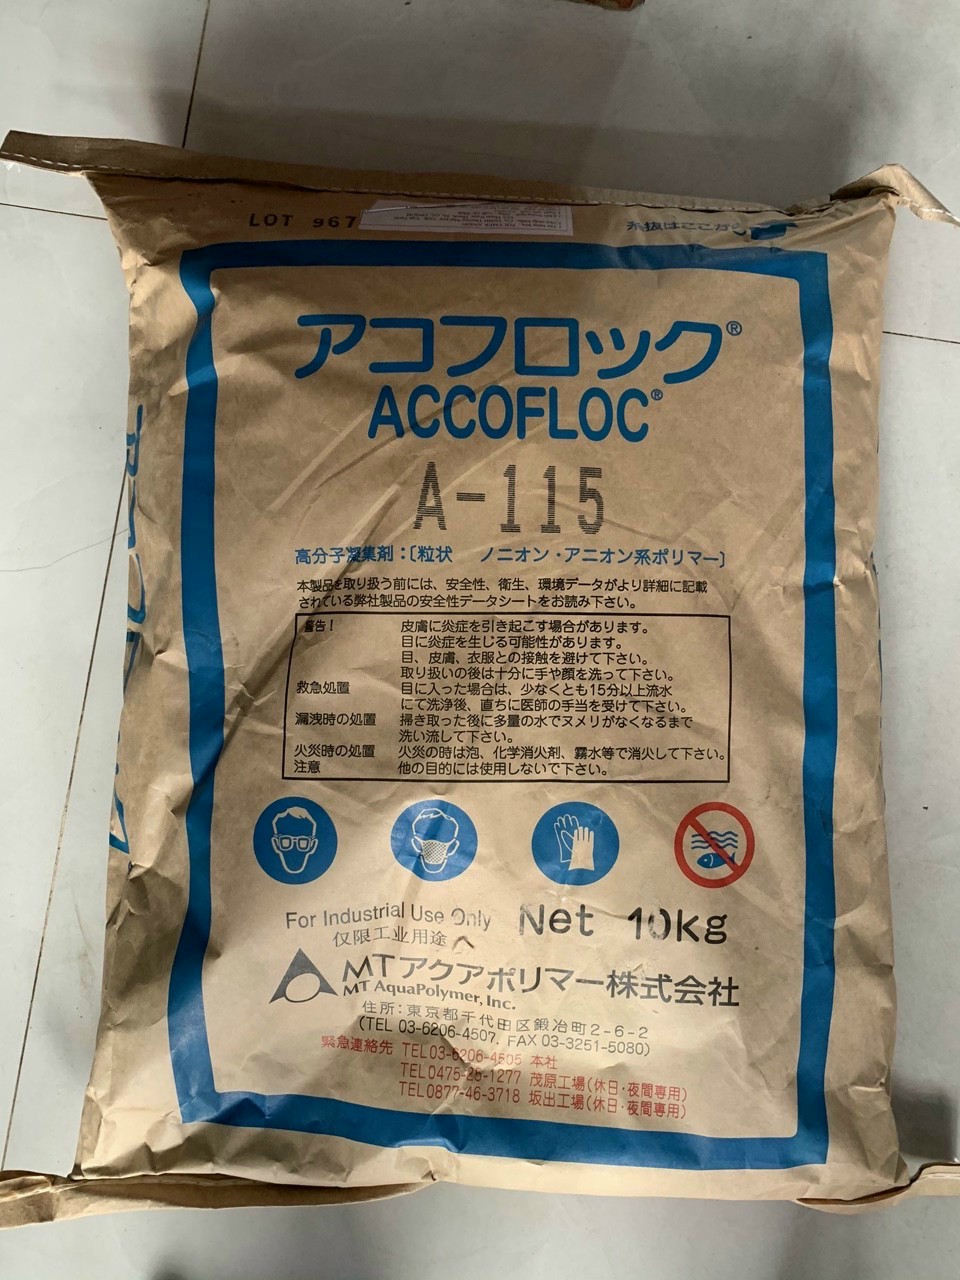 LOT 967
糸抜はここから
アコフロック®
ACCOFLOC®
A-115
高分子凝集剤：〔粒状　ノニオン・アニオン系ポリマー〕
本製品を取り扱う前には、安全性、衛生、環境データがより詳細に記載
されている弊社製品の安全性データシートをお読み下さい。
警告！ 皮膚に炎症を引き起こす場合があります。
目に炎症を生じる可能性があります。
目、皮膚、衣服との接触を避けて下さい。
取り扱いの後は十分に手や顔を洗って下さい。
救急処置 目に入った場合は、少なくとも15分以上流水
にて洗浄後、直ちに医師の手当を受けて下さい。
漏洩時の処置 掃き取った後に多量の水でヌメリがなくなるまで
洗い流して下さい。
火災時の処置 火災の時は泡、化学消火剤、霧水等で消火して下さい。
注意 他の目的には使用しないで下さい。
For Industrial Use Only Net 10kg
仅限工业用途
MTアクアポリマー株式会社
MT AquaPolymer, Inc.
住所：東京都千代田区鍛冶町2-6-2
(TEL 03-6206-4507, FAX 03-3251-5080)
緊急連絡先 TEL03-6206-4505 本社
TEL0475-25-1277 茂原工場(休日・夜間専用)
TEL0877-46-3718 坂出工場(休日・夜間専用)